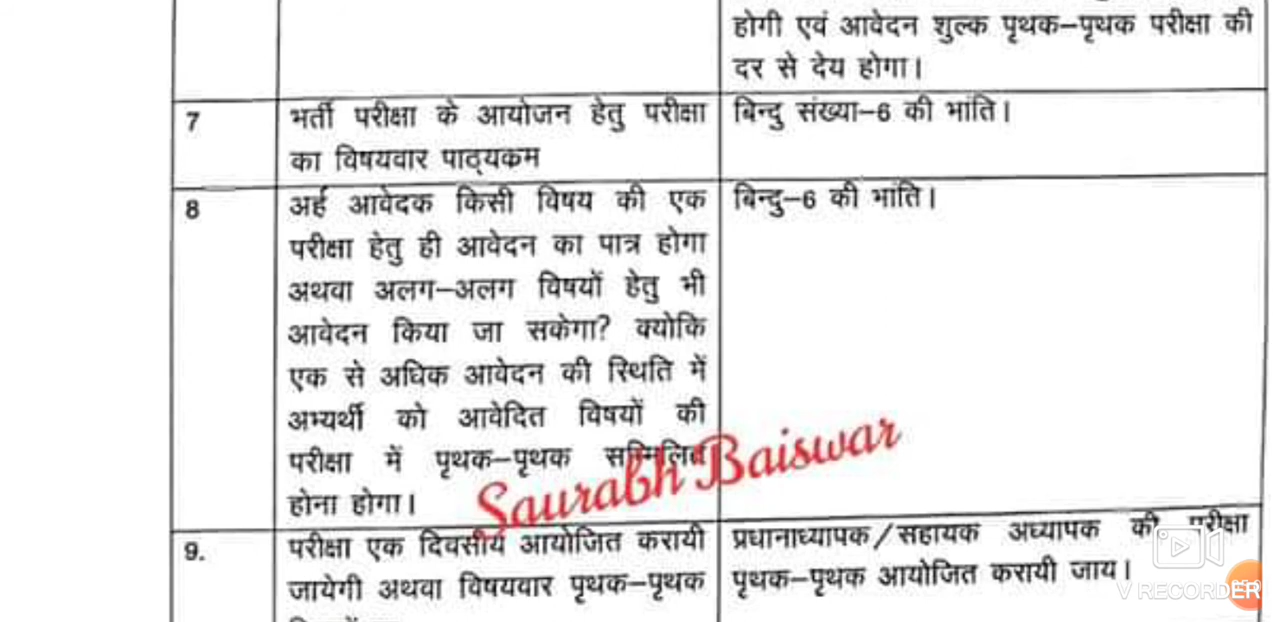 होगी एवं आवेदन शुल्क पृथक–पृथक परीक्षा की
दर से देय होगा।
7
भर्ती परीक्षा के आयोजन हेतु परीक्षा
का विषयवार पाठ्यकम
बिन्दु संख्या–6 की भांति।
8
अर्ह आवेदक किसी विषय की एक
परीक्षा हेतु ही आवेदन का पात्र होगा
अथवा अलग–अलग विषयों हेतु भी
आवेदन किया जा सकेगा? क्योकि
एक से अधिक आवेदन की स्थिति में
अभ्यर्थी को आवेदित विषयों की
परीक्षा में पृथक–पृथक सम्मिलित
होना होगा।
बिन्दु–6 की भांति।
Saurabh Baiswar
9.
परीक्षा एक दिवसीय आयोजित करायी
जायेगी अथवा विषयवार पृथक–पृथक
प्रधानाध्यापक/सहायक अध्यापक की परीक्षा
पृथक–पृथक आयोजित करायी जाय।
V RECORDER